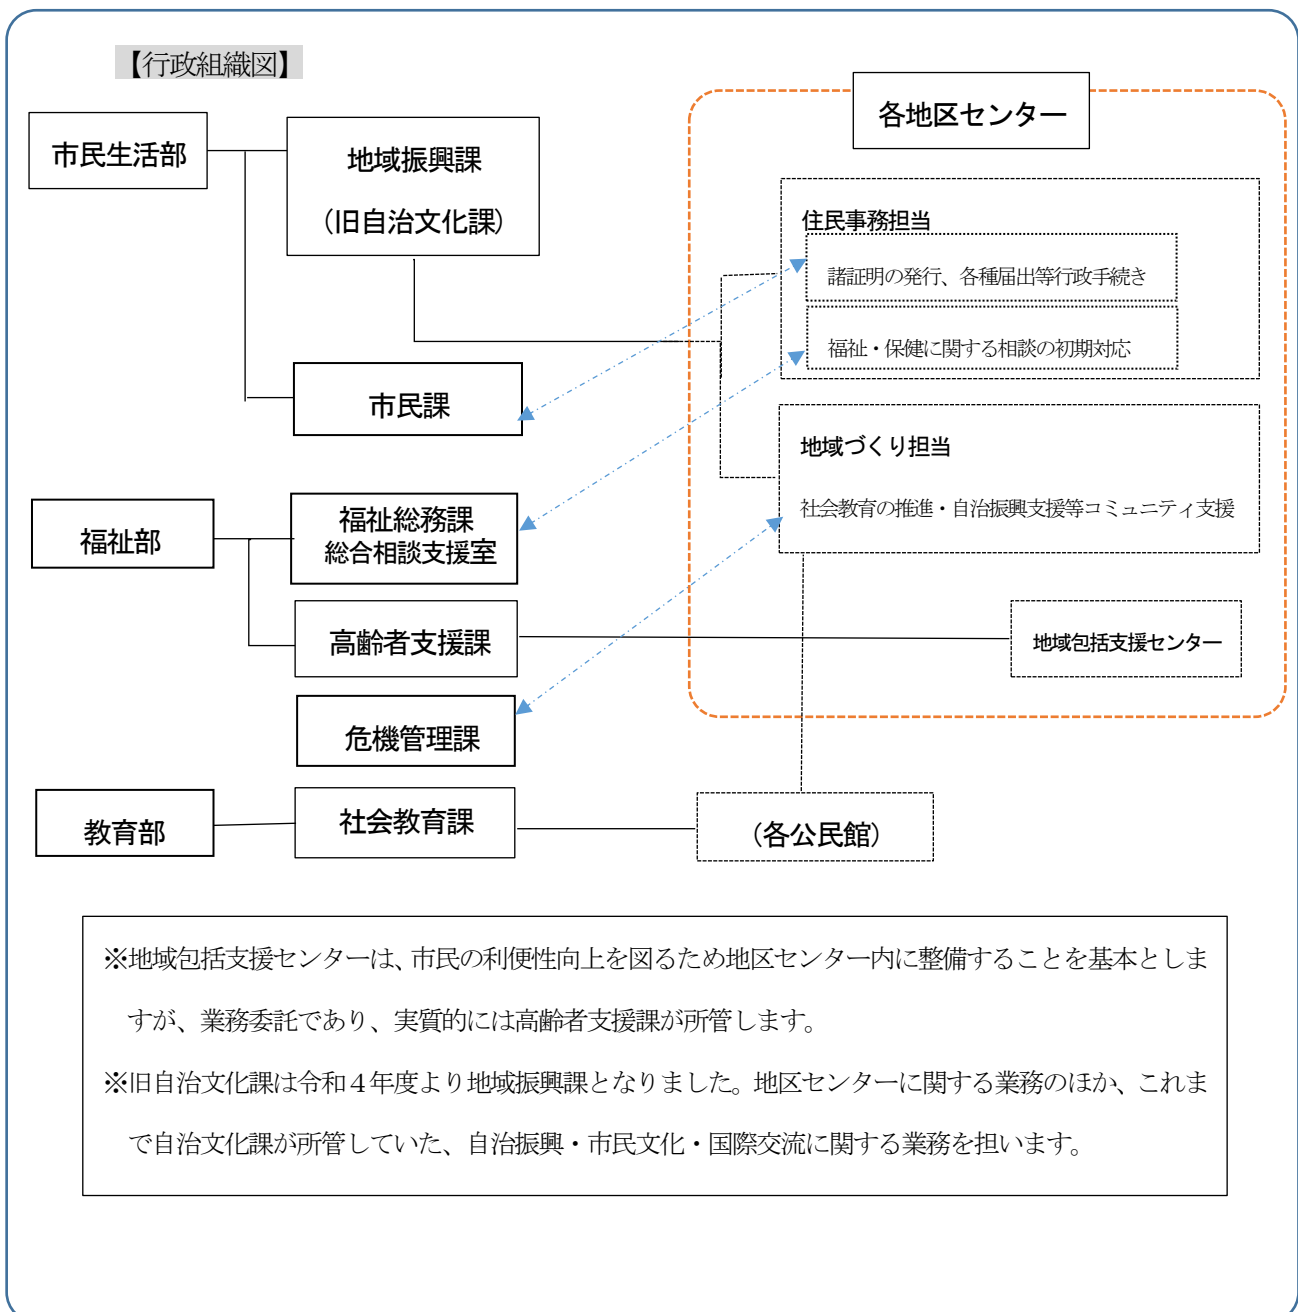 【行政組織図】
各地区センター
市民生活部
地域振興課
（旧自治文化課）
住民事務担当
諸証明の発行、各種届出等行政手続き
福祉・保健に関する相談の初期対応
市民課
地域づくり担当
社会教育の推進・自治振興支援等コミュニティ支援
福祉部
福祉総務課
総合相談支援室
高齢者支援課
地域包括支援センター
危機管理課
教育部
社会教育課
（各公民館）
※地域包括支援センターは、市民の利便性向上を図るため地区センター内に整備することを基本としま
すが、業務委託であり、実質的には高齢者支援課が所管します。
※旧自治文化課は令和４年度より地域振興課となりました。地区センターに関する業務のほか、これま
で自治文化課が所管していた、自治振興・市民文化・国際交流に関する業務を担います。